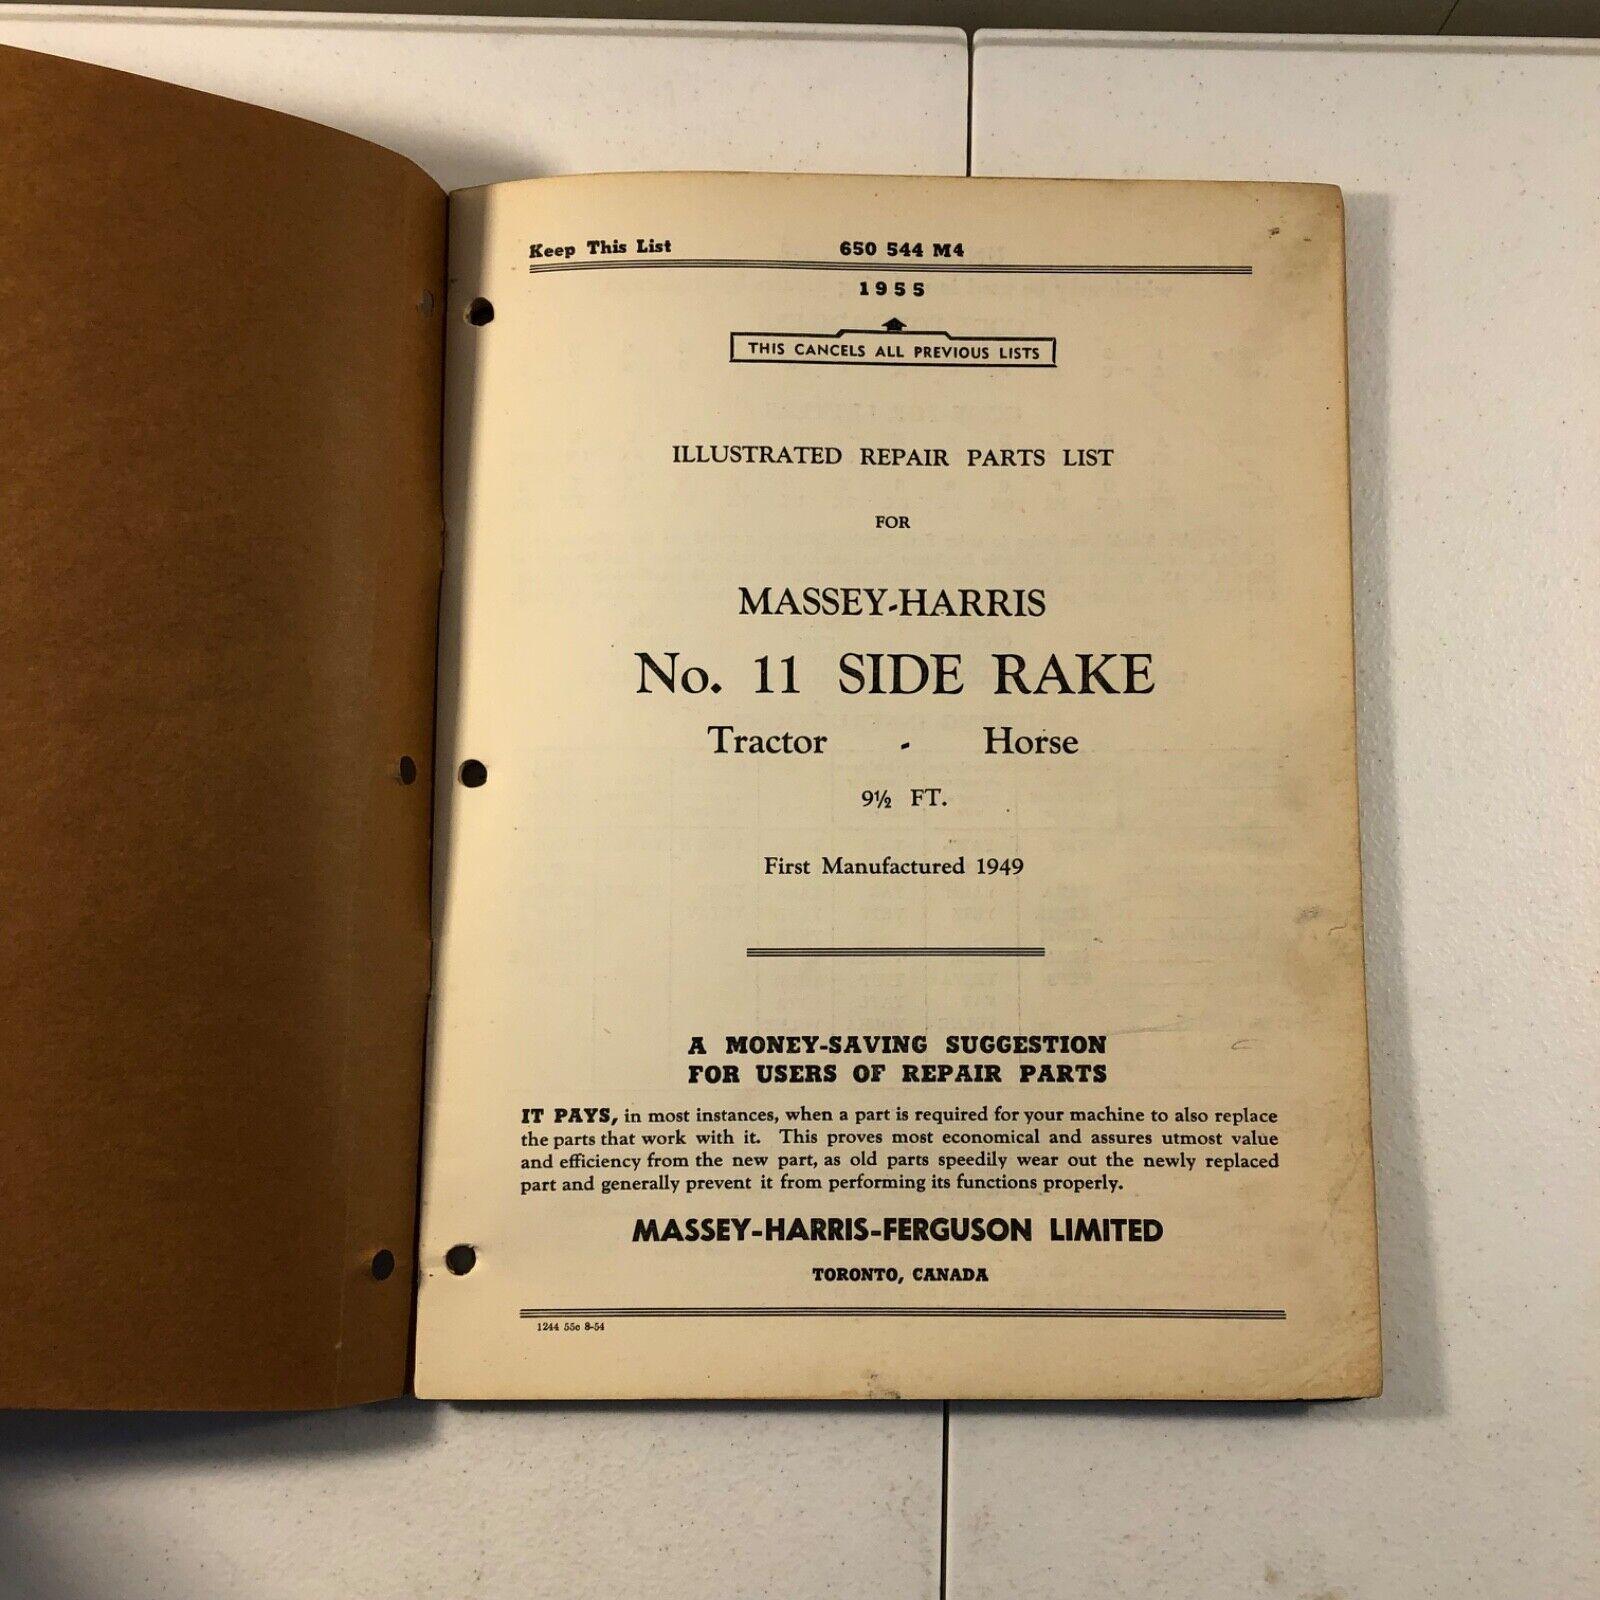 Keep This List 650 544 M4
1955
THIS CANCELS ALL PREVIOUS LISTS
ILLUSTRATED REPAIR PARTS LIST
FOR
MASSEY-HARRIS
No. 11 SIDE RAKE
Tractor - Horse
9½ FT.
First Manufactured 1949
A MONEY-SAVING SUGGESTION
FOR USERS OF REPAIR PARTS
IT PAYS, in most instances, when a part is required for your machine to also replace
the parts that work with it. This proves most economical and assures utmost value
and efficiency from the new part, as old parts speedily wear out the newly replaced
part and generally prevent it from performing its functions properly.
MASSEY-HARRIS-FERGUSON LIMITED
TORONTO, CANADA
1244 55c 8-54